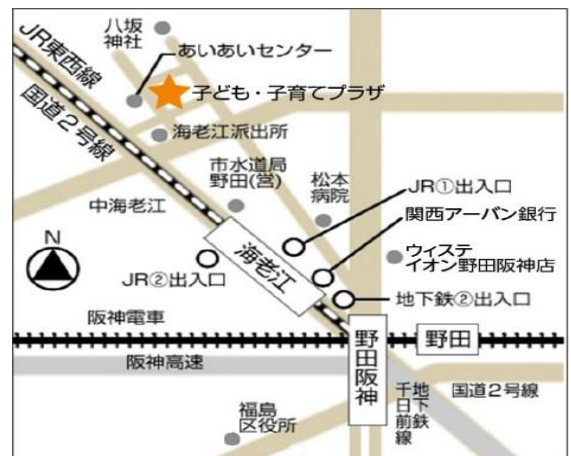 八坂
神社
あいあいセンター
JR東西線
国道2号線
子ども・子育てプラザ
海老江派出所
市水道局
野田(営)
松本
病院
JR①出入口
関西アーバン銀行
中海老江
海老江
ウィステ
イオン野田阪神店
N
JR②出入口
地下鉄②出入口
阪神電車
野田阪神
野田
阪神高速
地下鉄
千日前線
国道2号線
福島
区役所